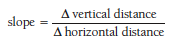 slope = Δ vertical distance / Δ horizontal distance